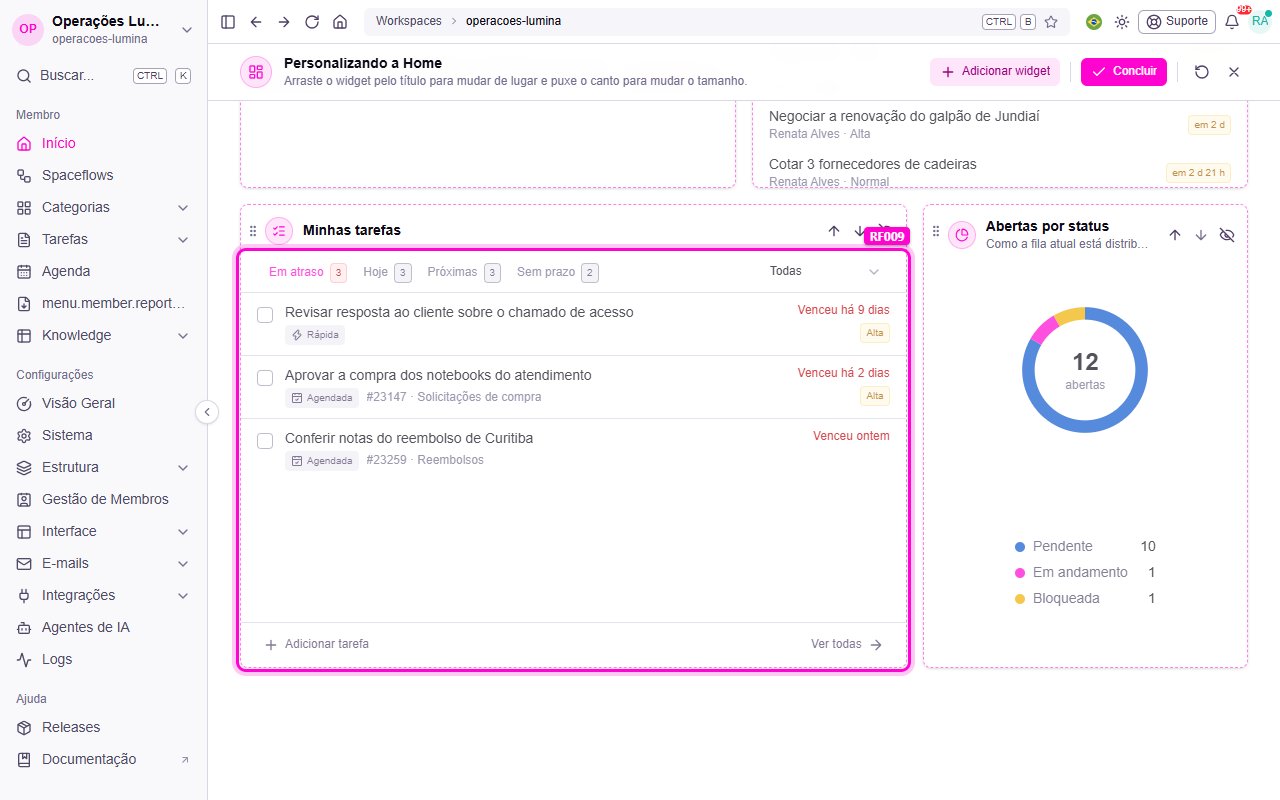 OP
Operações Lu...
operacoes-lumina
Buscar...
CTRL
K
Membro
Início
Spaceflows
Categorias
Tarefas
Agenda
menu.member.report...
Knowledge
Configurações
Visão Geral
Sistema
Estrutura
Gestão de Membros
Interface
E-mails
Integrações
Agentes de IA
Logs
Ajuda
Releases
Documentação
Workspaces
operacoes-lumina
CTRL
B
Suporte
99+
RA
Personalizando a Home
Arraste o widget pelo título para mudar de lugar e puxe o canto para mudar o tamanho.
Adicionar widget
Concluir
Negociar a renovação do galpão de Jundiaí
Renata Alves · Alta
em 2 d
Cotar 3 fornecedores de cadeiras
Renata Alves · Normal
em 2 d 21 h
Minhas tarefas
RF009
Em atraso 3
Hoje 3
Próximas 3
Sem prazo 2
Todas
Revisar resposta ao cliente sobre o chamado de acesso
Venceu há 9 dias
Rápida
Alta
Aprovar a compra dos notebooks do atendimento
Venceu há 2 dias
Agendada
#23147 · Solicitações de compra
Alta
Conferir notas do reembolso de Curitiba
Venceu ontem
Agendada
#23259 · Reembolsos
Adicionar tarefa
Ver todas
Abertas por status
Como a fila atual está distrib...
12
abertas
Pendente 10
Em andamento 1
Bloqueada 1